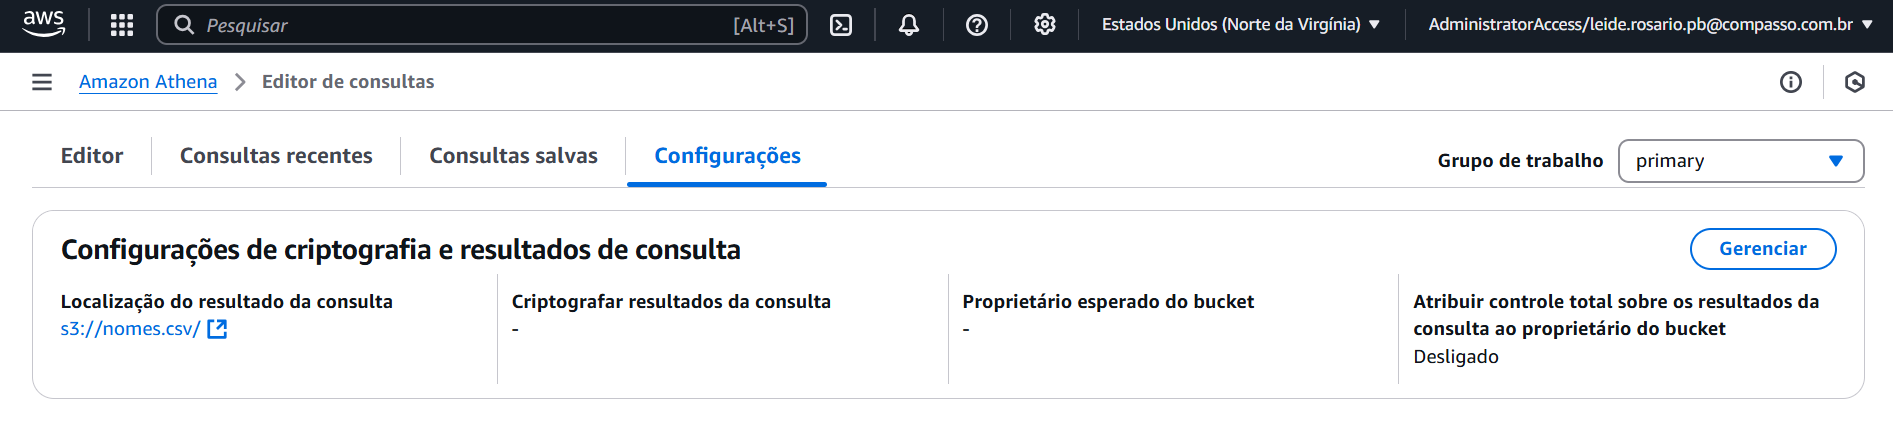 aws
Pesquisar [Alt+S] Estados Unidos (Norte da Virgínia) AdministratorAccess/leide.rosario.pb@compasso.com.br
Amazon Athena Editor de consultas
Editor Consultas recentes Consultas salvas Configurações Grupo de trabalho primary
Configurações de criptografia e resultados de consulta Gerenciar
Localização do resultado da consulta
s3://nomes.csv/
Criptografar resultados da consulta
-
Proprietário esperado do bucket
-
Atribuir controle total sobre os resultados da
consulta ao proprietário do bucket
Desligado